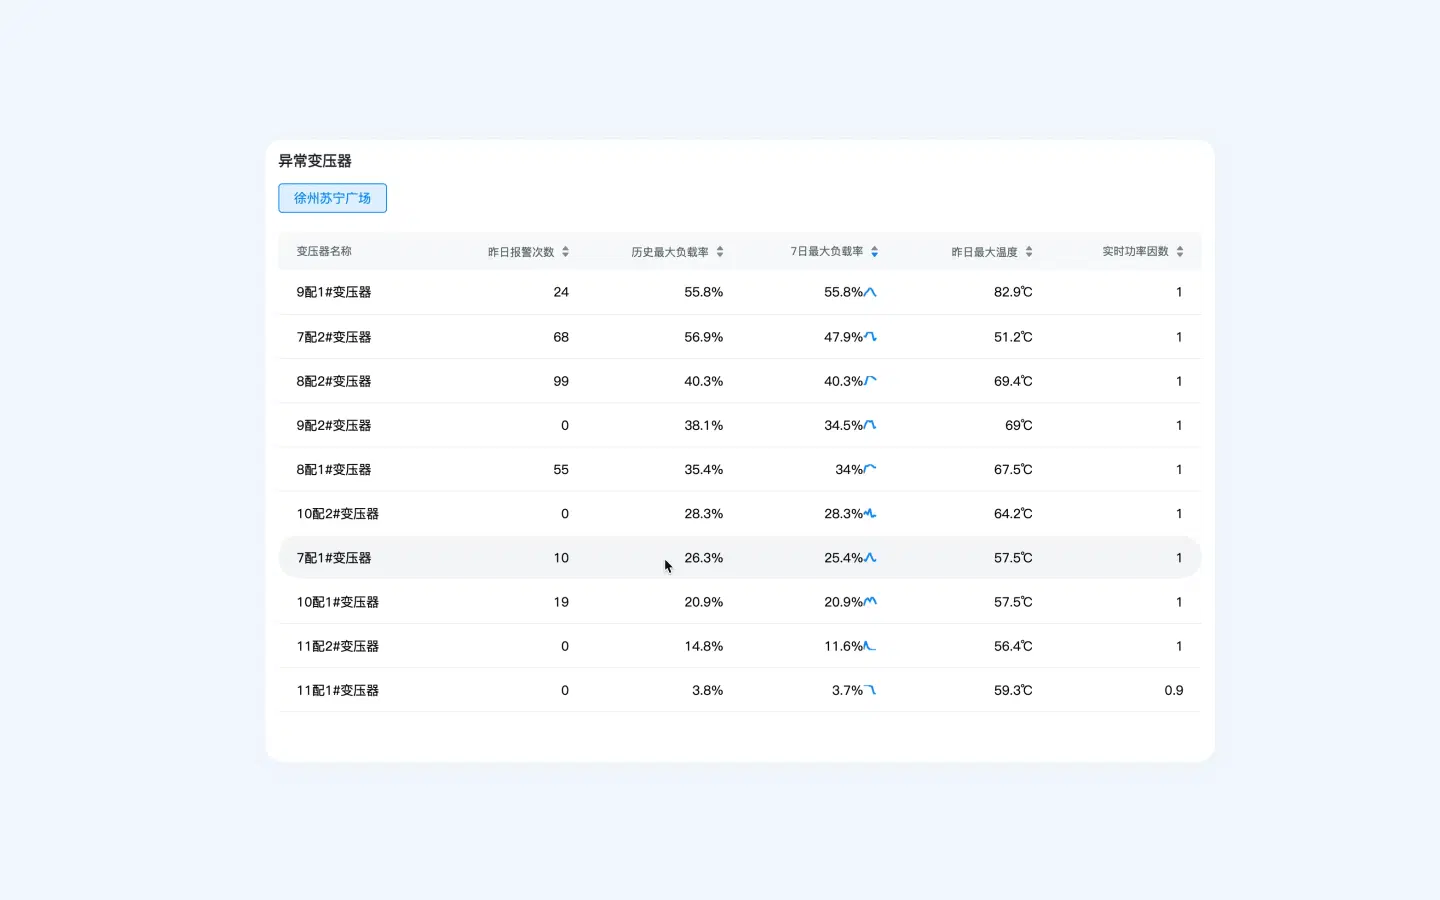 异常变压器
徐州苏宁广场
变压器名称 昨日报警次数 历史最大负载率 7日最大负载率 昨日最大温度 实时功率因数
9配1#变压器 24 55.8% 55.8% 82.9℃ 1
7配2#变压器 68 56.9% 47.9% 51.2℃ 1
8配2#变压器 99 40.3% 40.3% 69.4℃ 1
9配2#变压器 0 38.1% 34.5% 69℃ 1
8配1#变压器 55 35.4% 34% 67.5℃ 1
10配2#变压器 0 28.3% 28.3% 64.2℃ 1
7配1#变压器 10 26.3% 25.4% 57.5℃ 1
10配1#变压器 19 20.9% 20.9% 57.5℃ 1
11配2#变压器 0 14.8% 11.6% 56.4℃ 1
11配1#变压器 0 3.8% 3.7% 59.3℃ 0.9